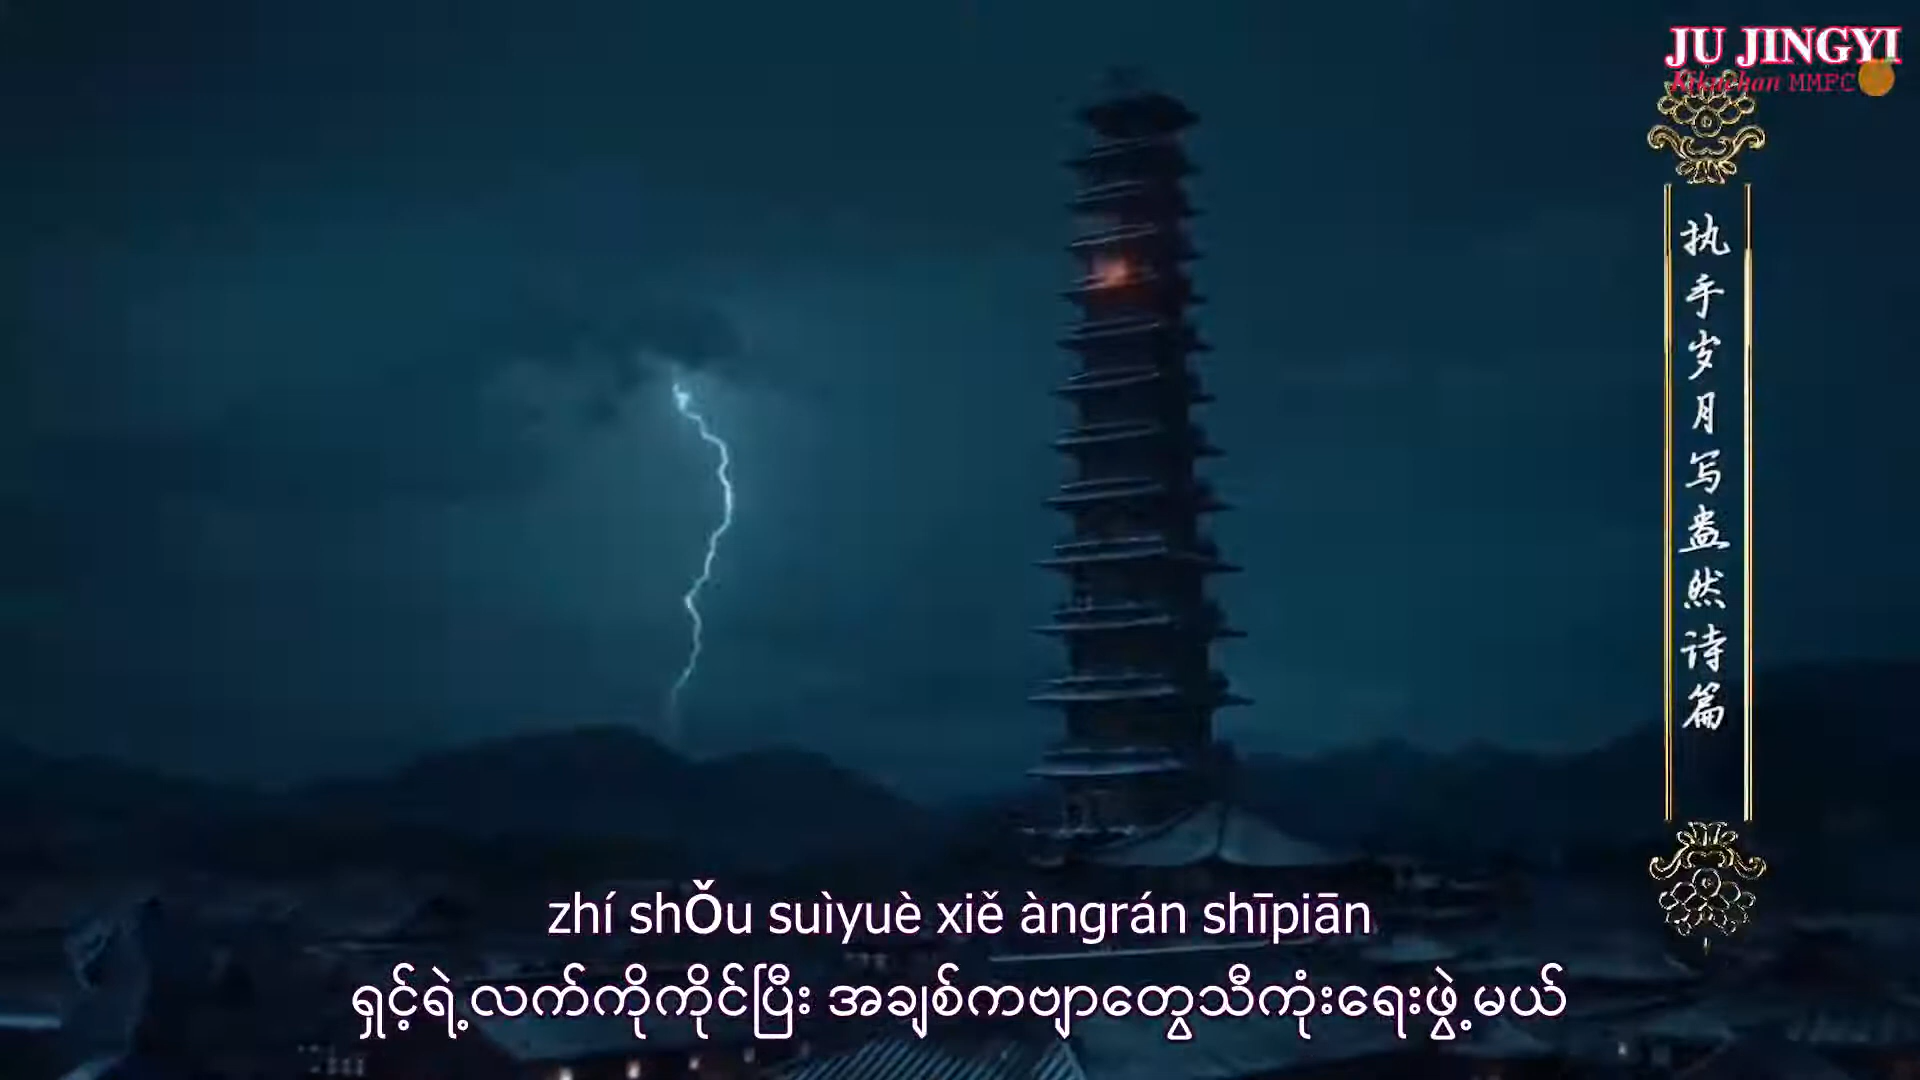 JU JINGYI
Kikuchan MMFC
执手岁月写盎然诗篇
zhí shǒu suìyuè xiě àngrán shīpiān
ရှင့်ရဲ့လက်ကိုကိုင်ပြီး အချစ်ကဗျာတွေသီကုံးရေးဖွဲ့မယ်